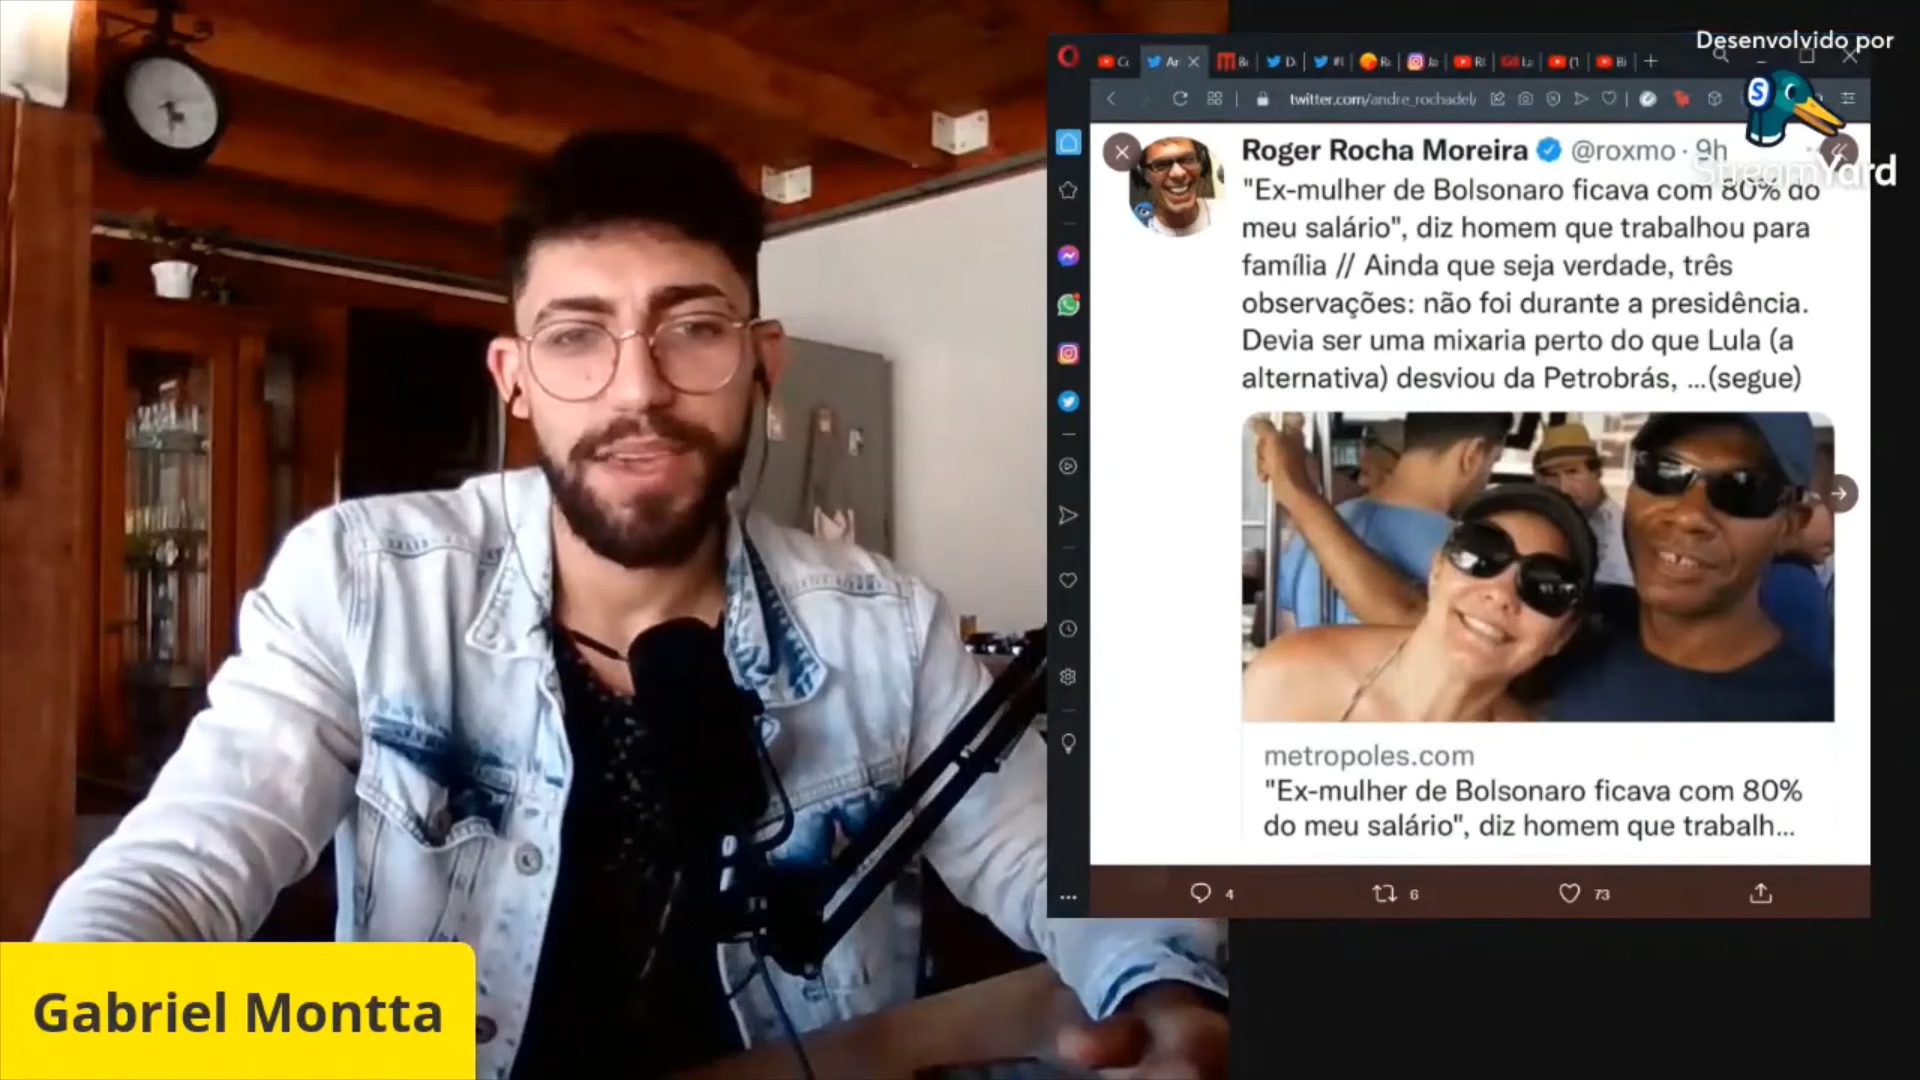 Desenvolvido por
StreamYard
twitter.com/andre_rochadel/
Roger Rocha Moreira @roxmo · 9h
"Ex-mulher de Bolsonaro ficava com 80% do
meu salário", diz homem que trabalhou para
família // Ainda que seja verdade, três
observações: não foi durante a presidência.
Devia ser uma mixaria perto do que Lula (a
alternativa) desviou da Petrobrás, ...(segue)
metropoles.com
"Ex-mulher de Bolsonaro ficava com 80%
do meu salário", diz homem que trabalh...
4 6 73
Gabriel Montta